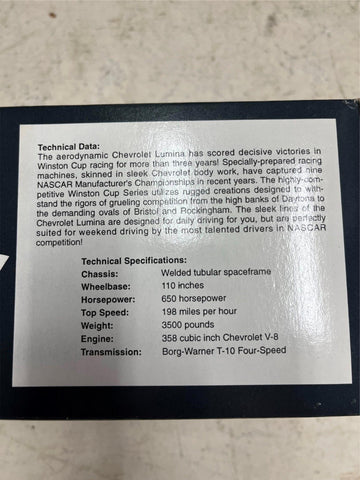 Technical Data:
The aerodynamic Chevrolet Lumina has scored decisive victories in
Winston Cup racing for more than three years! Specially-prepared racing
machines, skinned in sleek Chevrolet body work, have captured nine
NASCAR Manufacturer's Championships in recent years. The highly-com-
petitive Winston Cup Series utilizes rugged creations designed to with-
stand the rigors of grueling competition from the high banks of Daytona to
the demanding ovals of Bristol and Rockingham. The sleek lines of the
Chevrolet Lumina are designed for daily driving for you, but are perfectly
suited for weekend driving by the most talented drivers in NASCAR
competition!
Technical Specifications:
Chassis: Welded tubular spaceframe
Wheelbase: 110 inches
Horsepower: 650 horsepower
Top Speed: 198 miles per hour
Weight: 3500 pounds
Engine: 358 cubic inch Chevrolet V-8
Transmission: Borg-Warner T-10 Four-Speed